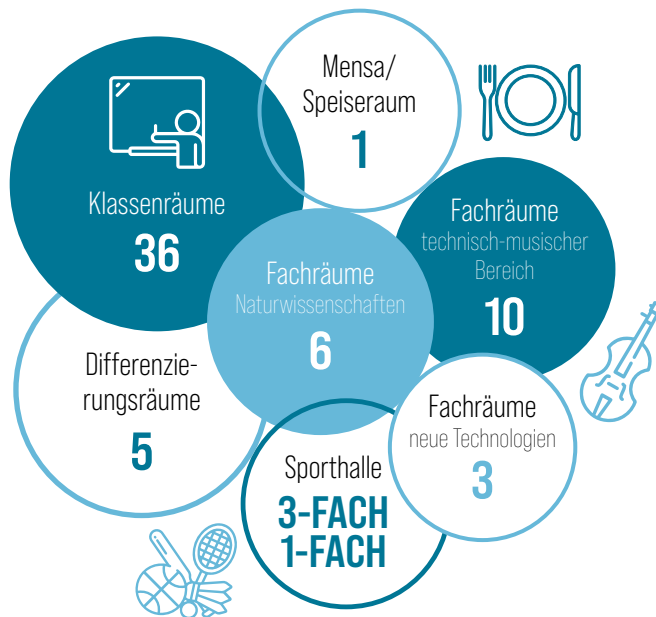 Mensa/
Speiseraum
1
Klassenräume
36
Fachräume
technisch-musischer
Bereich
10
Fachräume
Naturwissenschaften
6
Differenzie-
rungsräume
5
Fachräume
neue Technologien
3
Sporthalle
3-FACH
1-FACH